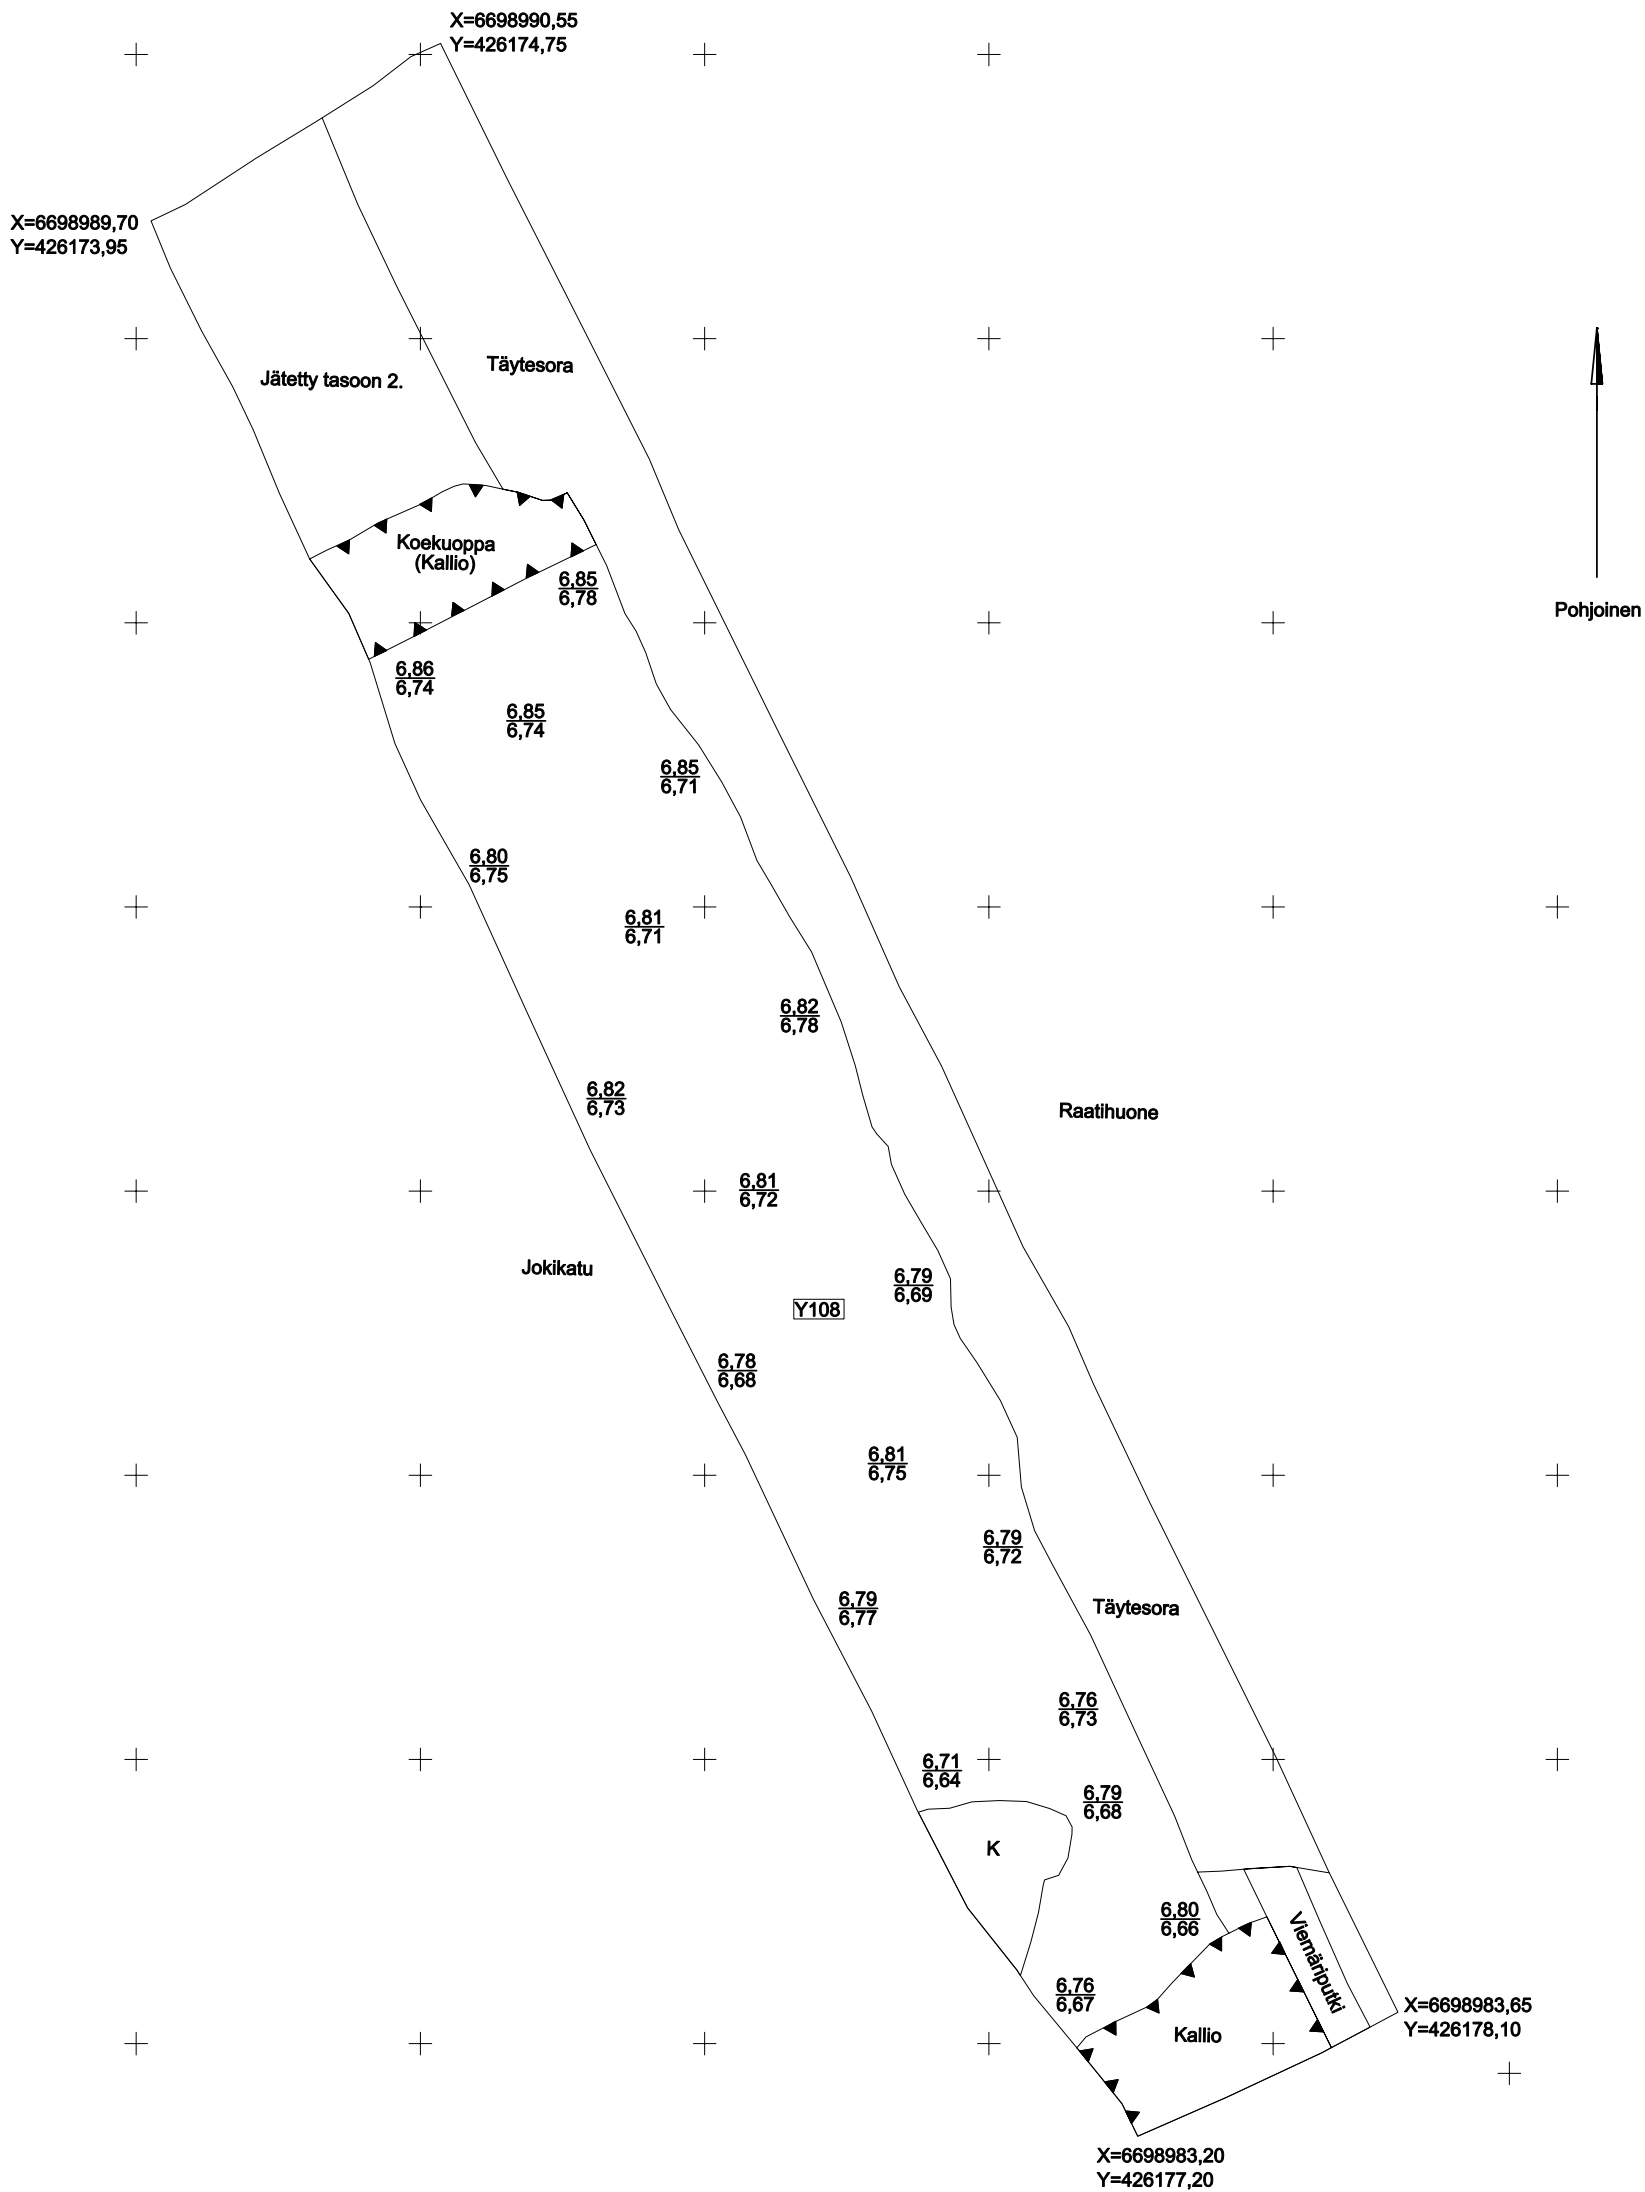 X=6698990,55
Y=426174,75
X=6698989,70
Y=426173,95
Täytesora
Jätetty tasoon 2.
Koekuoppa
(Kallio)
6,85
6,78
Pohjoinen
6,86
6,74
6,85
6,74
6,85
6,71
6,80
6,75
6,81
6,71
6,82
6,78
6,82
6,73
Raatihuone
6,81
6,72
Jokikatu
6,79
6,69
Y108
6,78
6,68
6,81
6,75
6,79
6,72
6,79
6,77
Täytesora
6,76
6,73
6,71
6,64
6,79
6,68
K
6,80
6,66
Viemäriputki
6,76
6,67
Kallio
X=6698983,65
Y=426178,10
X=6698983,20
Y=426177,20